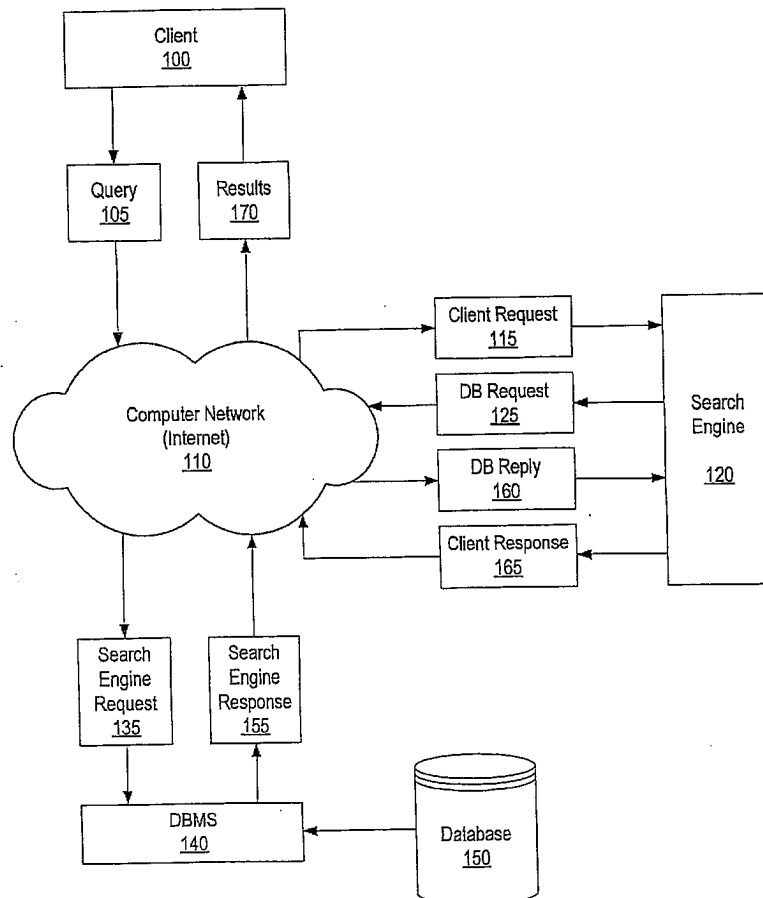 Client
100
Query
105
Results
170
Client Request
115
DB Request
125
Search
Engine
120
Computer Network
(Internet)
110
DB Reply
160
Client Response
165
Search
Engine
Request
135
Search
Engine
Response
155
DBMS
140
Database
150